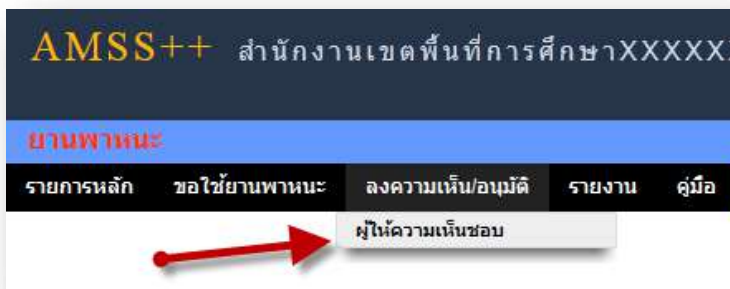 AMSS++ สำนักงานเขตพื้นที่การศึกษาXXXXX
ยานพาหนะ
รายการหลัก ขอใช้ยานพาหนะ ลงความเห็น/อนุมัติ รายงาน คู่มือ
ผู้ให้ความเห็นชอบ